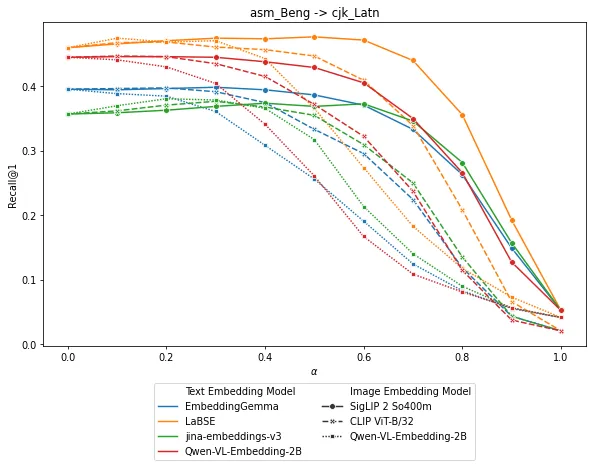 asm_Beng -> cjk_Latn
Recall@1
0.4
0.3
0.2
0.1
0.0
0.0 0.2 0.4 0.6 0.8 1.0
α
Text Embedding Model Image Embedding Model
EmbeddingGemma SigLIP 2 So400m
LaBSE CLIP ViT-B/32
jina-embeddings-v3 Qwen-VL-Embedding-2B
Qwen-VL-Embedding-2B